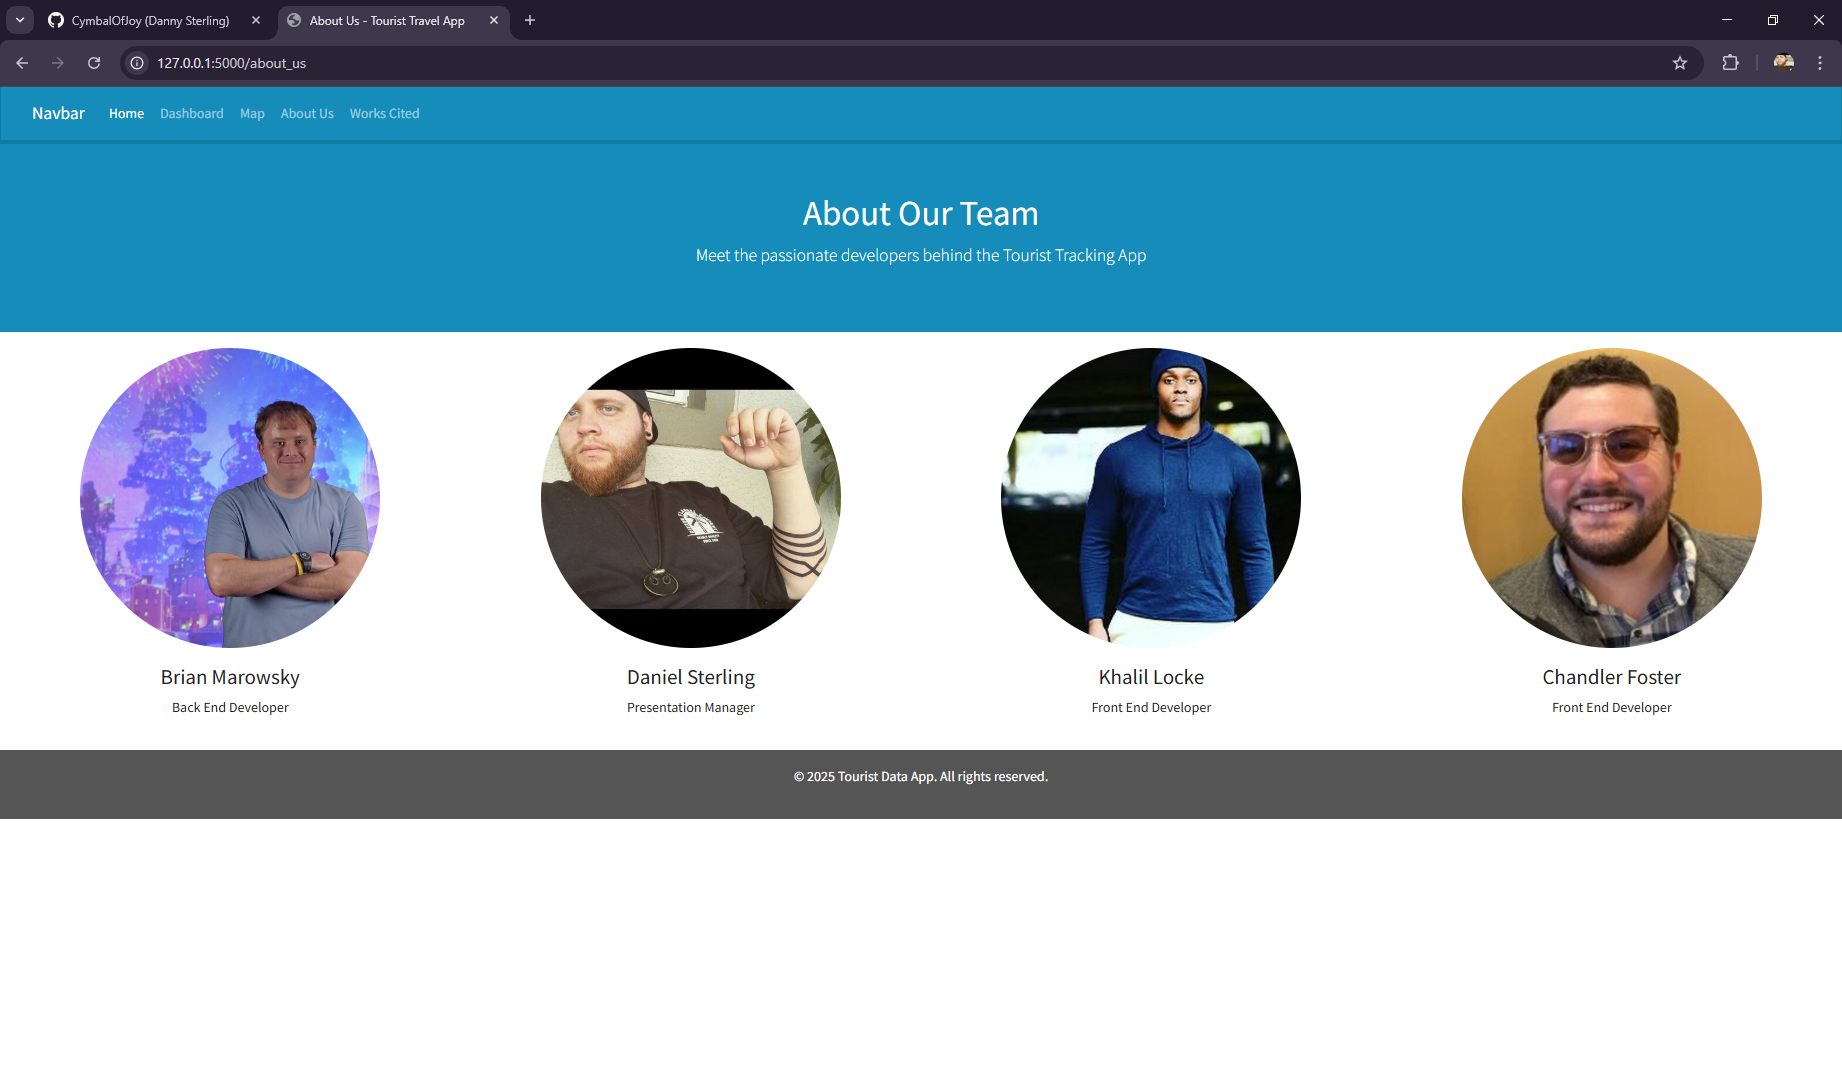 CymbalOfJoy (Danny Sterling)
About Us - Tourist Travel App
127.0.0.1:5000/about_us
Navbar Home Dashboard Map About Us Works Cited
About Our Team
Meet the passionate developers behind the Tourist Tracking App
Brian Marowsky
Back End Developer
Daniel Sterling
Presentation Manager
Khalil Locke
Front End Developer
Chandler Foster
Front End Developer
© 2025 Tourist Data App. All rights reserved.